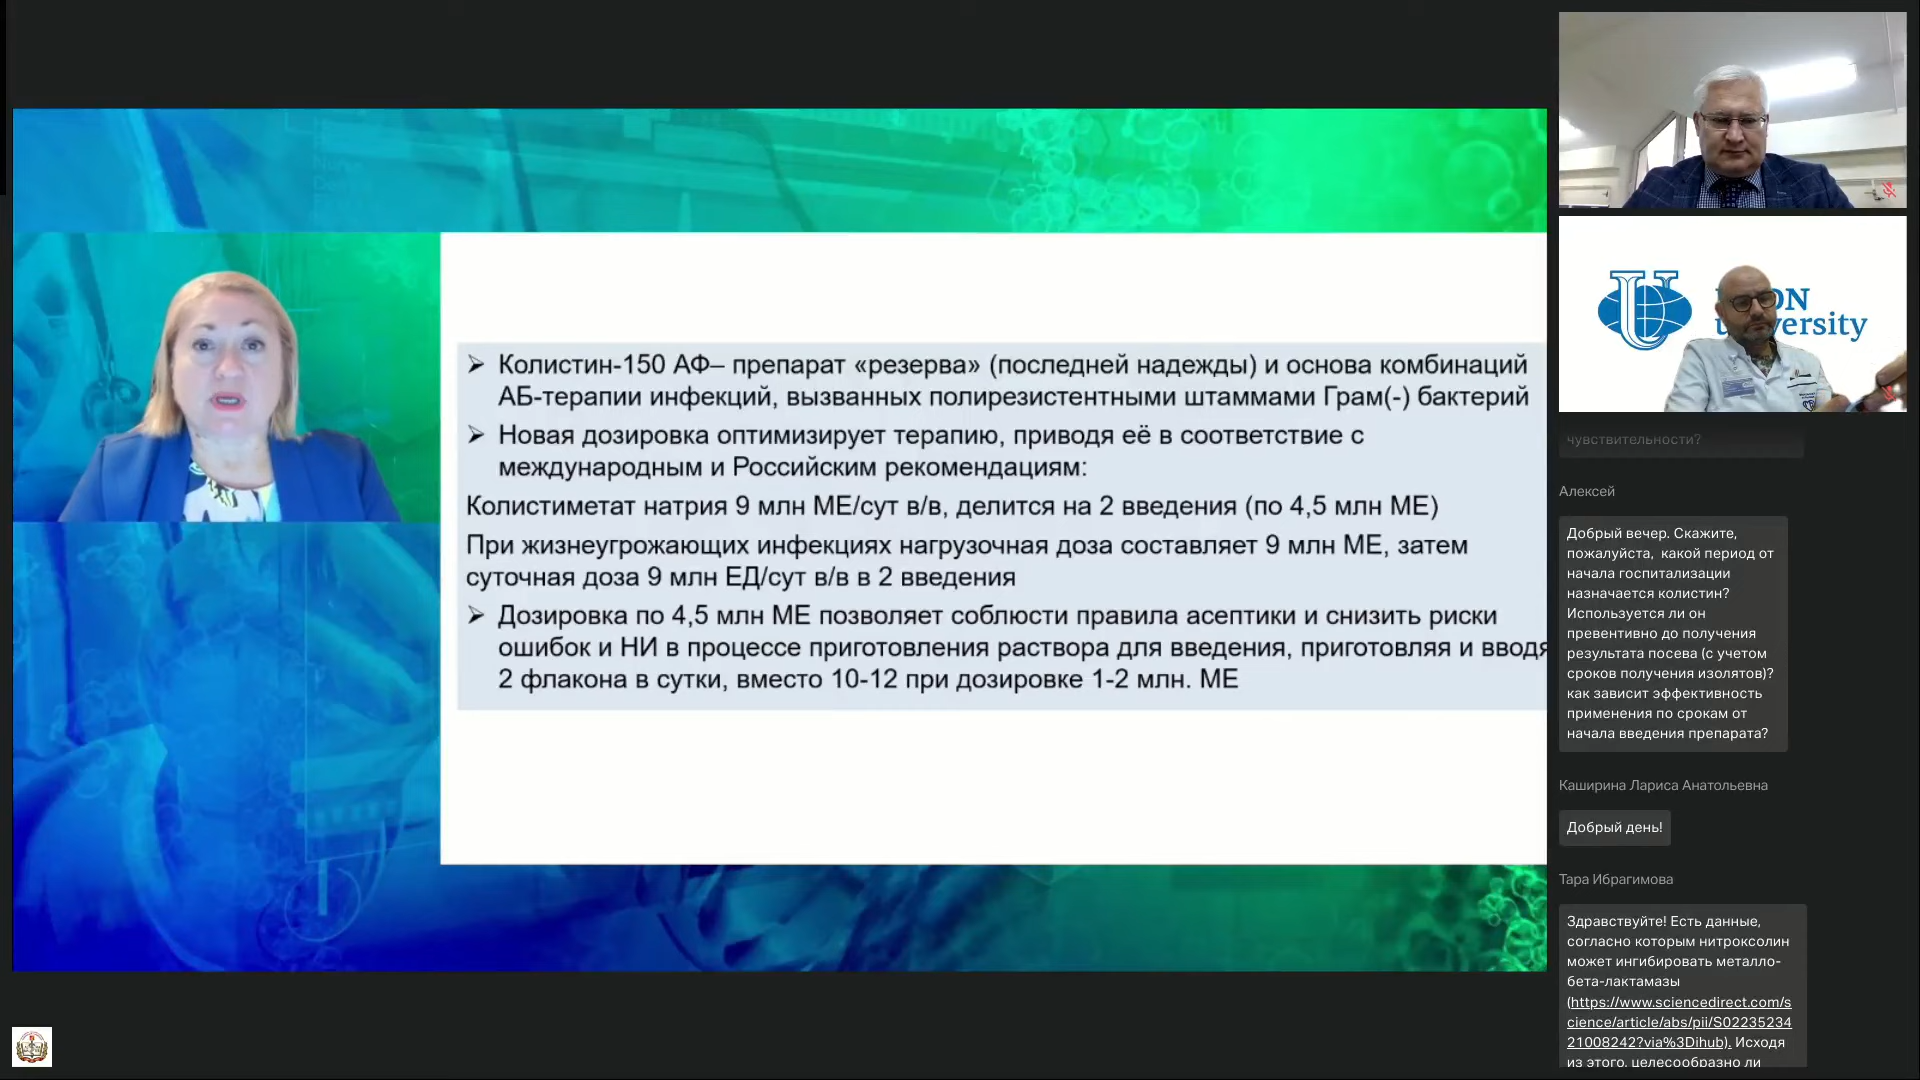 Колистин-150 АФ– препарат «резерва» (последней надежды) и основа комбинаций
АБ-терапии инфекций, вызванных полирезистентными штаммами Грам(-) бактерий
Новая дозировка оптимизирует терапию, приводя её в соответствие с
международным и Российским рекомендациям:
Колистиметат натрия 9 млн МЕ/сут в/в, делится на 2 введения (по 4,5 млн МЕ)
При жизнеугрожающих инфекциях нагрузочная доза составляет 9 млн МЕ, затем
суточная доза 9 млн ЕД/сут в/в в 2 введения
Дозировка по 4,5 млн МЕ позволяет соблюсти правила асептики и снизить риски
ошибок и НИ в процессе приготовления раствора для введения, приготовляя и вводя
2 флакона в сутки, вместо 10-12 при дозировке 1-2 млн. МЕ
чувствительности?
Алексей
Добрый вечер. Скажите,
пожалуйста, какой период от
начала госпитализации
назначается колистин?
Используется ли он
превентивно до получения
результата посева (с учетом
сроков получения изолятов)?
как зависит эффективность
применения по срокам от
начала введения препарата?
Каширина Лариса Анатольевна
Добрый день!
Тара Ибрагимова
Здравствуйте! Есть данные,
согласно которым нитроксолин
может ингибировать металло-
бета-лактамазы
(https://www.sciencedirect.com/s
cience/article/abs/pii/S02235234
21008242?via%3Dihub). Исходя
из этого, целесообразно ли